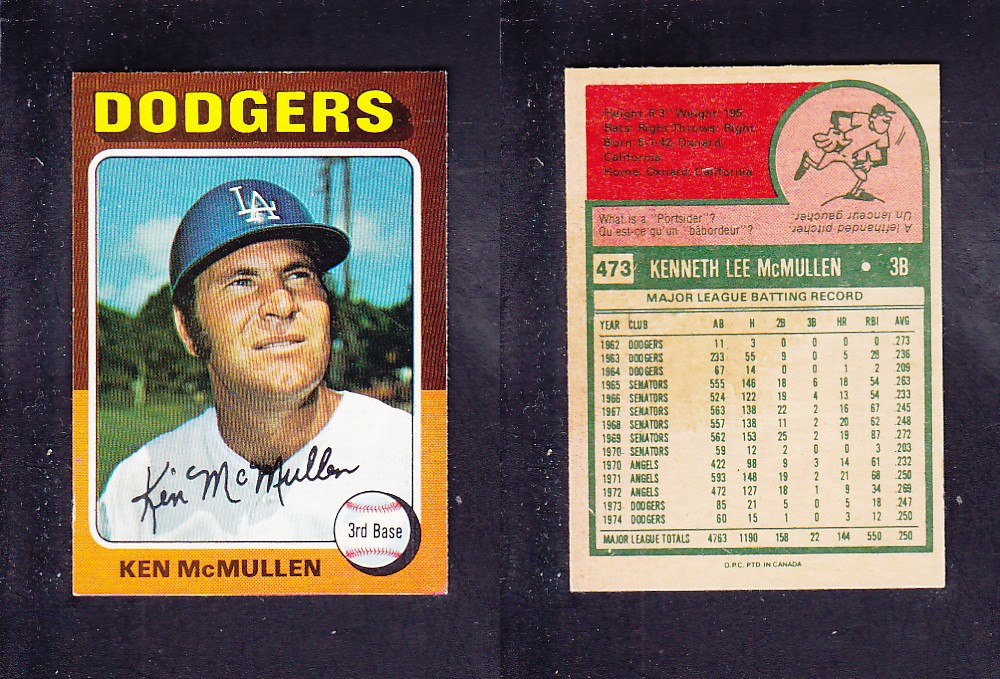 DODGERS
LA
Ken McMullen
3rd Base
KEN McMULLEN
Height: 6'3" Weight: 195
Bats: Right Throws: Right
Born: 6-1-42, Oxnard,
California
Home: Oxnard, California
What is a "Portsider"?
Qu est-ce qu'un "bâbordeur"?
A lefthanded pitcher.
Un lanceur gaucher.
473 KENNETH LEE McMULLEN • 3B
MAJOR LEAGUE BATTING RECORD
YEAR CLUB AB H 2B 3B HR RBI AVG
1962 DODGERS 11 3 0 0 0 0 .273
1963 DODGERS 233 55 9 0 5 28 .236
1964 DODGERS 67 14 0 0 1 2 .209
1965 SENATORS 555 146 18 6 18 54 .263
1966 SENATORS 524 122 19 4 13 54 .233
1967 SENATORS 563 138 22 2 16 67 .245
1968 SENATORS 557 138 11 2 20 62 .248
1969 SENATORS 562 153 25 2 19 87 .272
1970- SENATORS 59 12 2 0 0 3 .203
1970 ANGELS 422 98 9 3 14 61 .232
1971 ANGELS 593 148 19 2 21 68 .250
1972 ANGELS 472 127 18 1 9 34 .269
1973 DODGERS 85 21 5 0 5 18 .247
1974 DODGERS 60 15 1 0 3 12 .250
MAJOR LEAGUE TOTALS 4763 1190 158 22 144 550 .250
O.P.C. PTD. IN CANADA